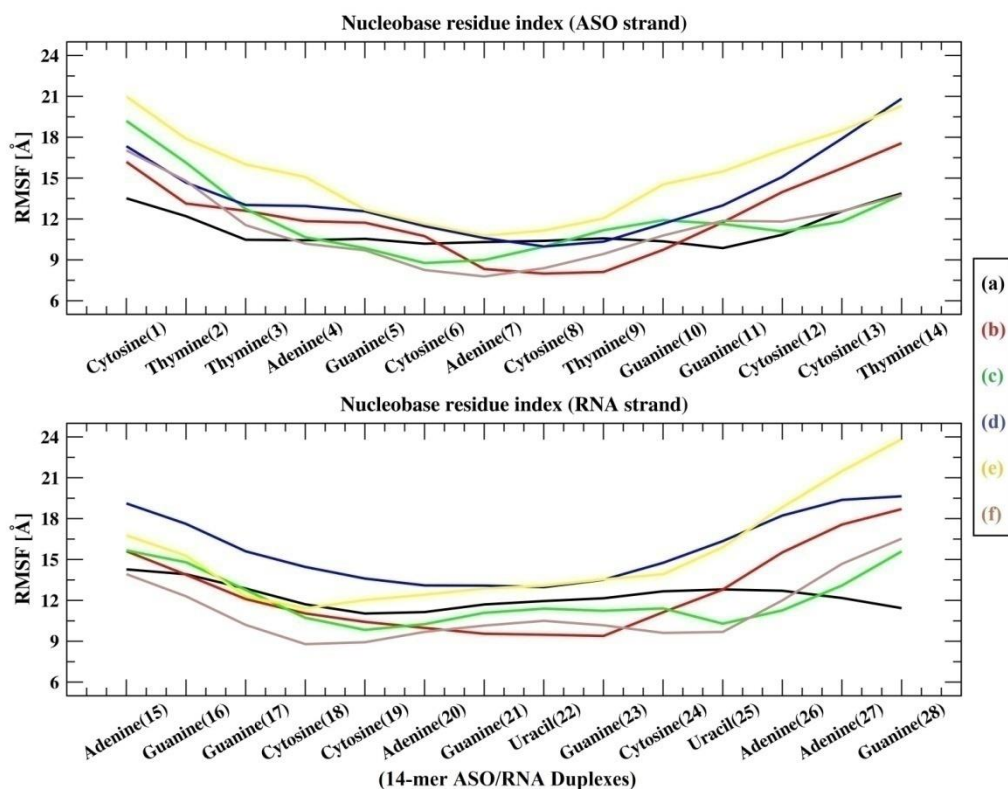 Nucleobase residue index (ASO strand)
RMSF [Å]
24
21
18
15
12
9
6
Cytosine(1)
Thymine(2)
Thymine(3)
Adenine(4)
Guanine(5)
Cytosine(6)
Adenine(7)
Cytosine(8)
Thymine(9)
Guanine(10)
Guanine(11)
Cytosine(12)
Cytosine(13)
Thymine(14)
Nucleobase residue index (RNA strand)
RMSF [Å]
24
21
18
15
12
9
6
Adenine(15)
Guanine(16)
Guanine(17)
Cytosine(18)
Cytosine(19)
Adenine(20)
Guanine(21)
Uracil(22)
Guanine(23)
Cytosine(24)
Uracil(25)
Adenine(26)
Adenine(27)
Guanine(28)
(14-mer ASO/RNA Duplexes)
(a)
(b)
(c)
(d)
(e)
(f)